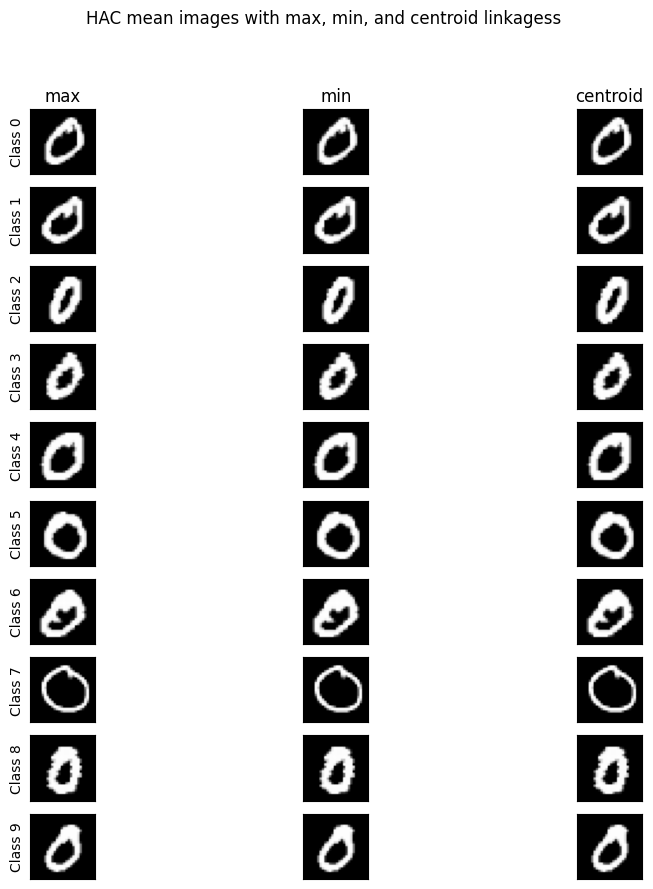 HAC mean images with max, min, and centroid linkagess
max min centroid
Class 0
Class 1
Class 2
Class 3
Class 4
Class 5
Class 6
Class 7
Class 8
Class 9